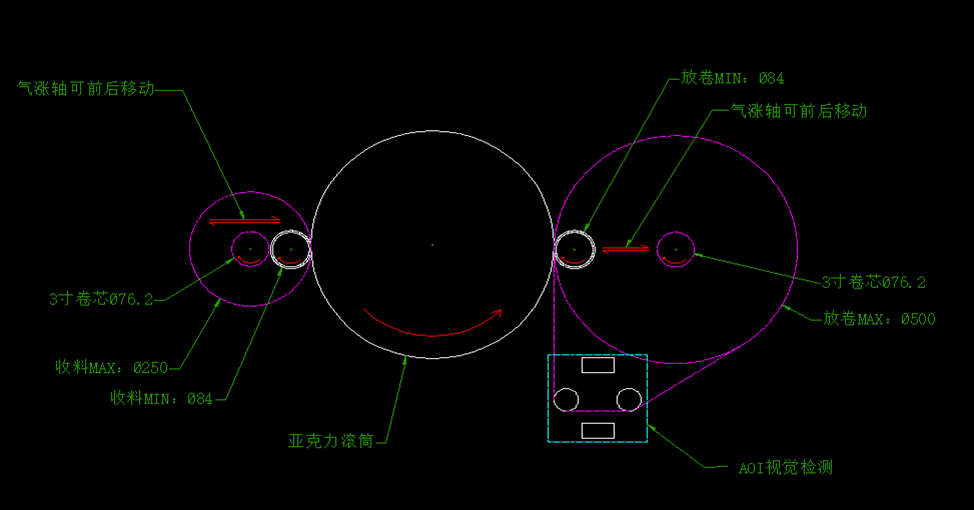 放卷MIN：Ø84
气涨轴可前后移动
气涨轴可前后移动
3寸卷芯Ø76.2
3寸卷芯Ø76.2
放卷MAX：Ø500
收料MAX：Ø250
收料MIN：Ø84
亚克力滚筒
AOI视觉检测